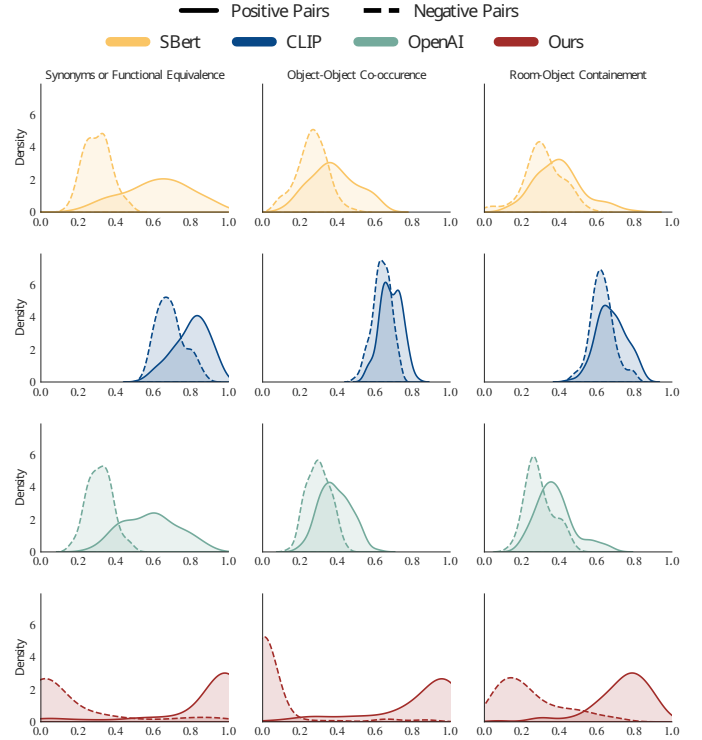 Positive Pairs Negative Pairs
SBert CLIP OpenAI Ours
Synonyms or Functional Equivalence Object-Object Co-occurence Room-Object Containement
Density
6
4
2
0
0.0 0.2 0.4 0.6 0.8 1.0 0.0 0.2 0.4 0.6 0.8 1.0 0.0 0.2 0.4 0.6 0.8 1.0
Density
6
4
2
0
0.0 0.2 0.4 0.6 0.8 1.0 0.0 0.2 0.4 0.6 0.8 1.0 0.0 0.2 0.4 0.6 0.8 1.0
Density
6
4
2
0
0.0 0.2 0.4 0.6 0.8 1.0 0.0 0.2 0.4 0.6 0.8 1.0 0.0 0.2 0.4 0.6 0.8 1.0
Density
6
4
2
0
0.0 0.2 0.4 0.6 0.8 1.0 0.0 0.2 0.4 0.6 0.8 1.0 0.0 0.2 0.4 0.6 0.8 1.0